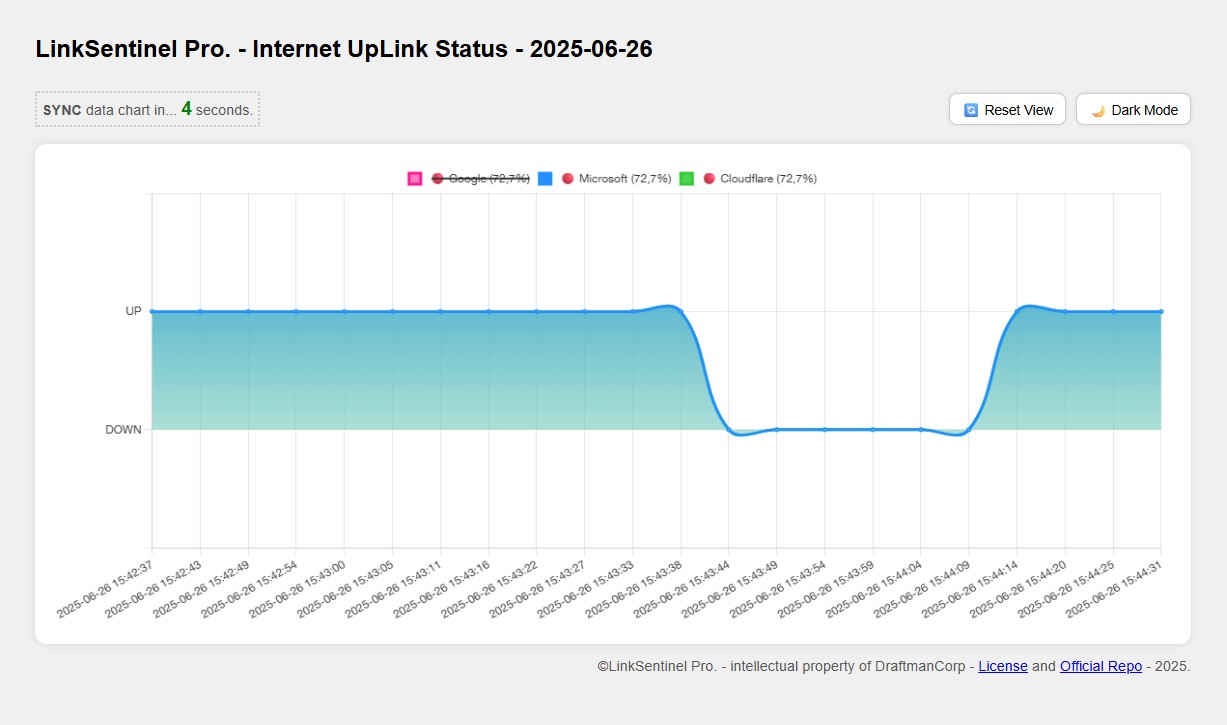 LinkSentinel Pro. - Internet UpLink Status - 2025-06-26
SYNC data chart in... 4 seconds.
Reset View
Dark Mode
Google (72,7%) Microsoft (72,7%) Cloudflare (72,7%)
UP
DOWN
2025-06-26 15:42:37
2025-06-26 15:42:43
2025-06-26 15:42:49
2025-06-26 15:42:54
2025-06-26 15:43:00
2025-06-26 15:43:05
2025-06-26 15:43:11
2025-06-26 15:43:16
2025-06-26 15:43:22
2025-06-26 15:43:27
2025-06-26 15:43:33
2025-06-26 15:43:38
2025-06-26 15:43:44
2025-06-26 15:43:49
2025-06-26 15:43:54
2025-06-26 15:43:59
2025-06-26 15:44:04
2025-06-26 15:44:09
2025-06-26 15:44:14
2025-06-26 15:44:20
2025-06-26 15:44:25
2025-06-26 15:44:31
©LinkSentinel Pro. - intellectual property of DraftmanCorp - License and Official Repo - 2025.